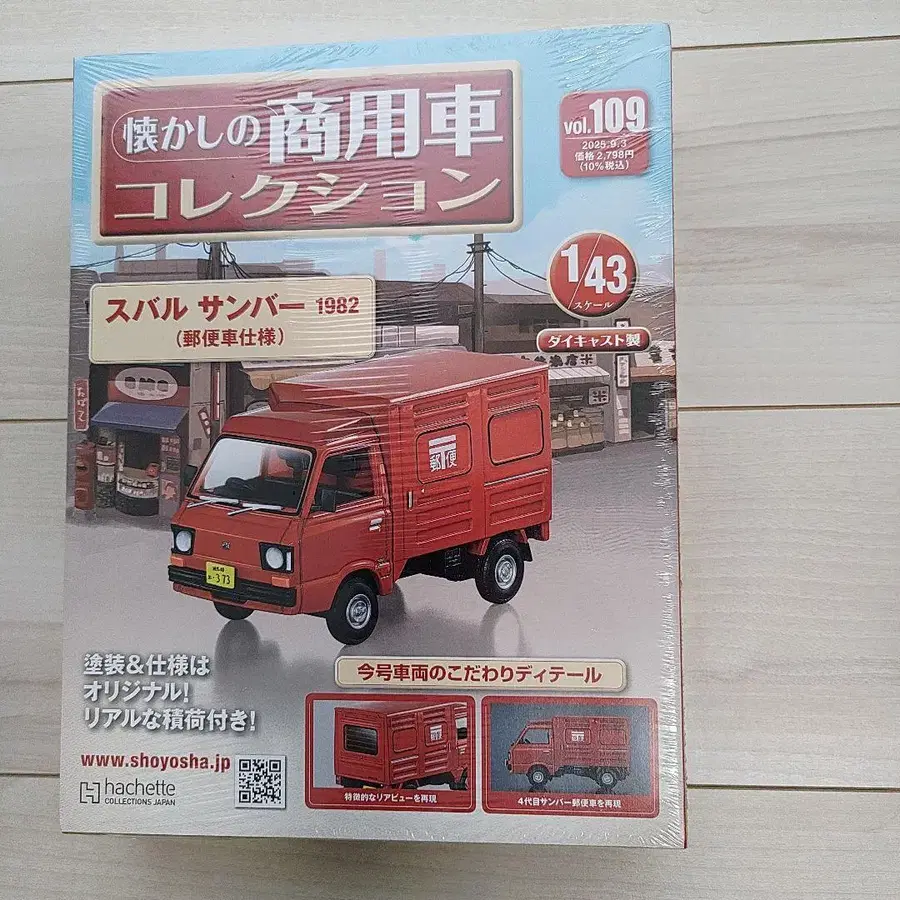 懐かしの商用車
コレクション
vol.109
2025.9.3
価格 2,798円
(10%税込)
1/43
スケール
ダイキャスト製
スバル サンバー 1982
(郵便車仕様)
たばこ
郵便
373
塗装&仕様は
オリジナル!
リアルな積荷付き!
今号車両のこだわりディテール
www.shoyosha.jp
hachette
COLLECTIONS JAPAN
特徴的なリアビューを再現
4代目サンバー郵便車を再現